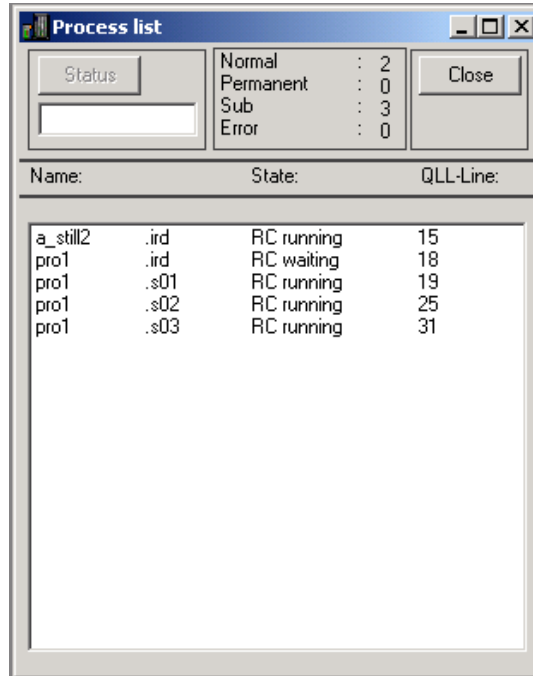 Process list
Status
Normal : 2
Permanent : 0
Sub : 3
Error : 0
Close
Name: State: QLL-Line:
a_still2 .ird RC running 15
pro1 .ird RC waiting 18
pro1 .s01 RC running 19
pro1 .s02 RC running 25
pro1 .s03 RC running 31